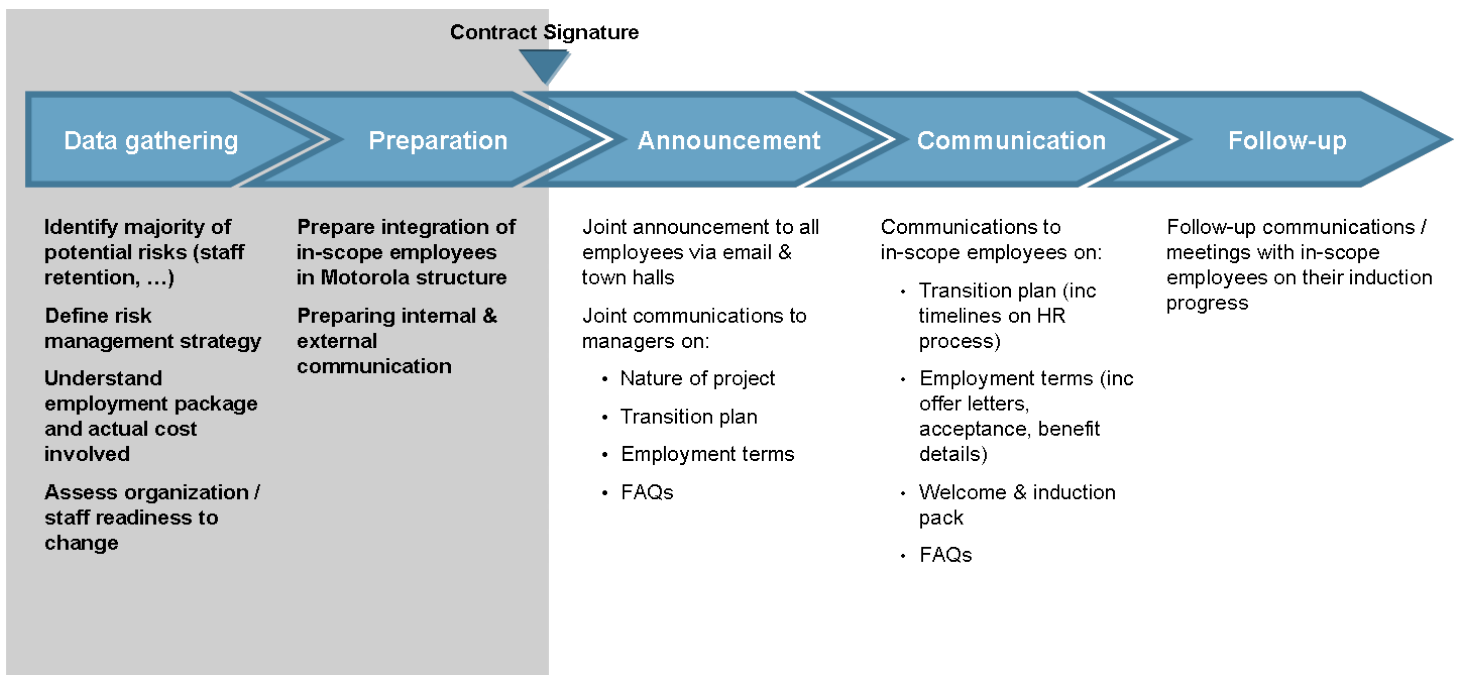 Contract Signature
Data gathering
Preparation
Announcement
Communication
Follow-up
Identify majority of
potential risks (staff
retention, …)
Define risk
management strategy
Understand
employment package
and actual cost
involved
Assess organization /
staff readiness to
change
Prepare integration of
in-scope employees
in Motorola structure
Preparing internal &
external
communication
Joint announcement to all
employees via email &
town halls
Joint communications to
managers on:
• Nature of project
• Transition plan
• Employment terms
• FAQs
Communications to
in-scope employees on:
• Transition plan (inc
timelines on HR
process)
• Employment terms (inc
offer letters,
acceptance, benefit
details)
• Welcome & induction
pack
• FAQs
Follow-up communications /
meetings with in-scope
employees on their induction
progress